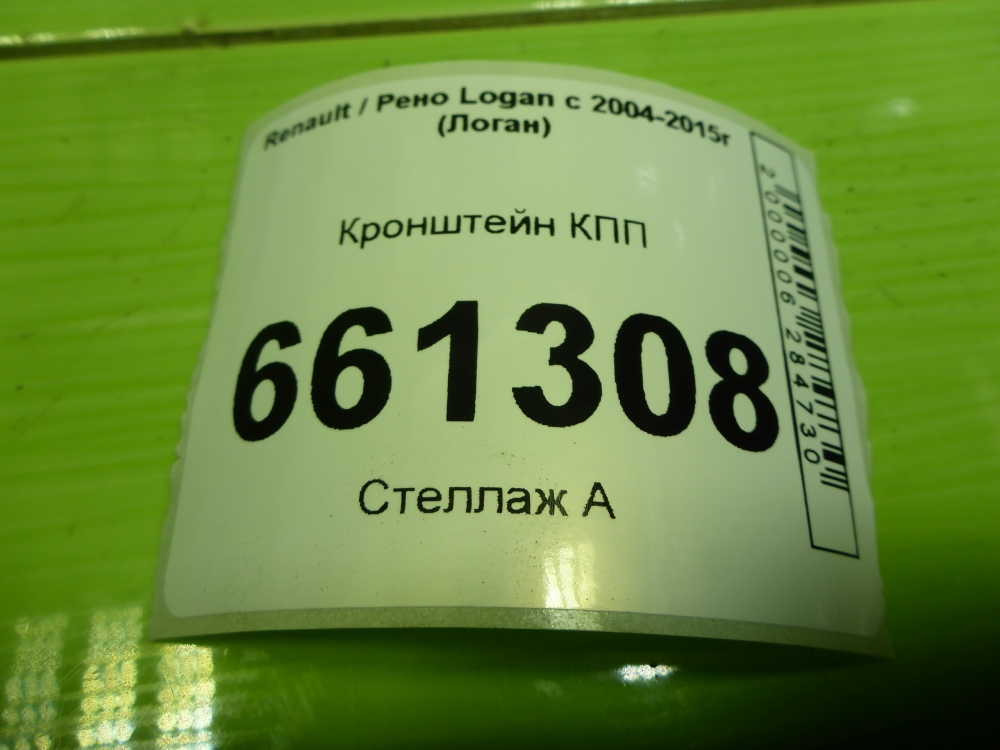 Renault / Рено Logan с 2004-2015г
(Логан)
Кронштейн КПП
661308
Стеллаж А
2000006284730